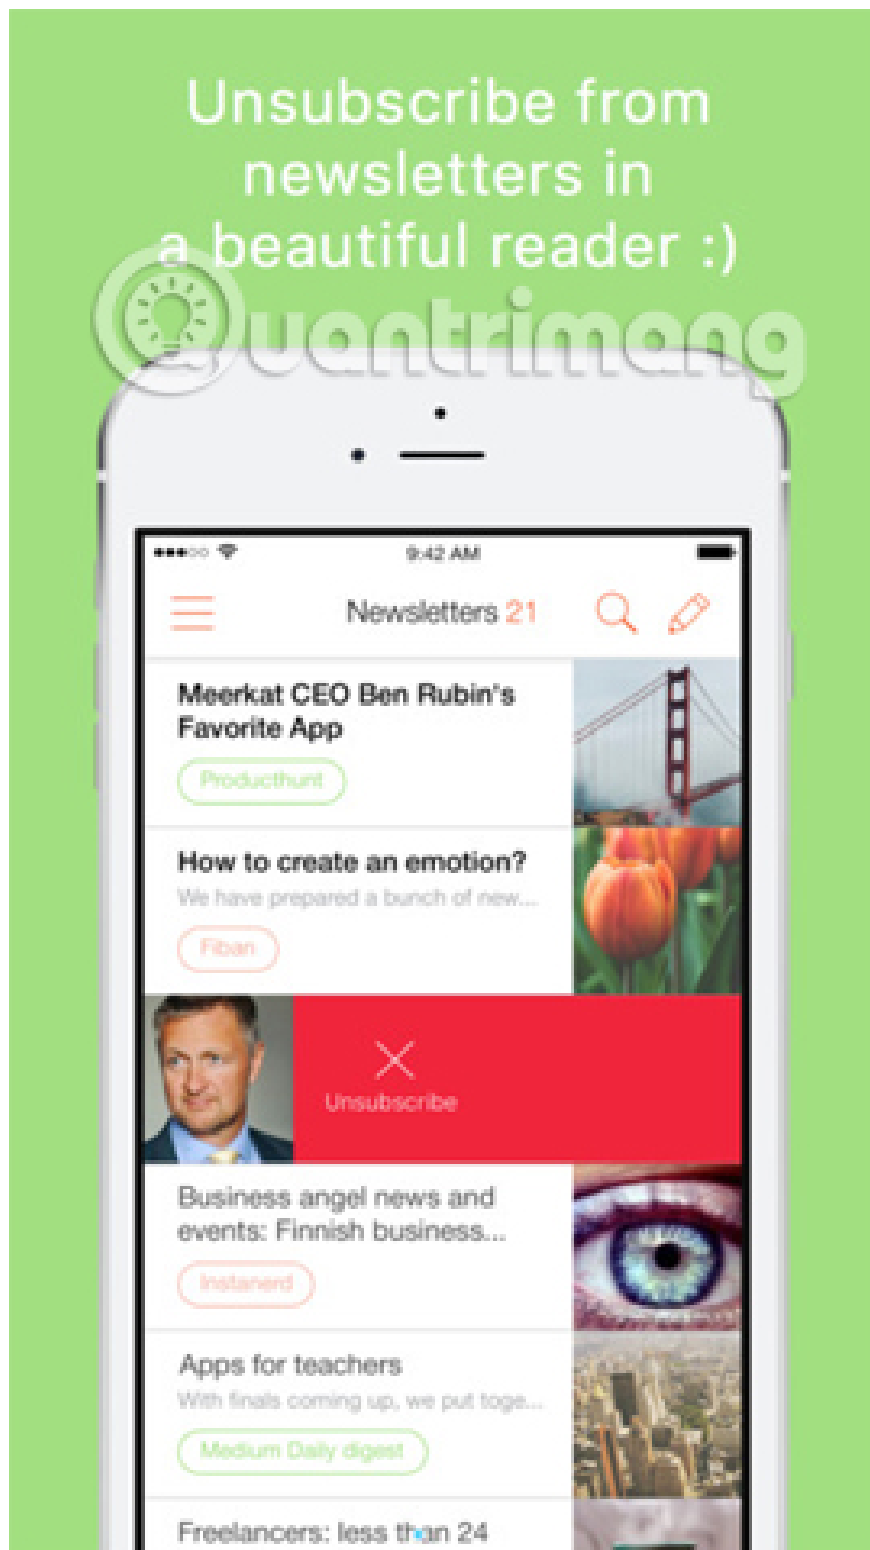 Unsubscribe from
newsletters in
a beautiful reader :)
Quantrimang
9:42 AM
Newsletters 21
Meerkat CEO Ben Rubin's
Favorite App
Producthunt
How to create an emotion?
We have prepared a bunch of new...
Fiban
Unsubscribe
Business angel news and
events: Finnish business...
Instanerd
Apps for teachers
With finals coming up, we put toge...
Medium Daily digest
Freelancers: less than 24